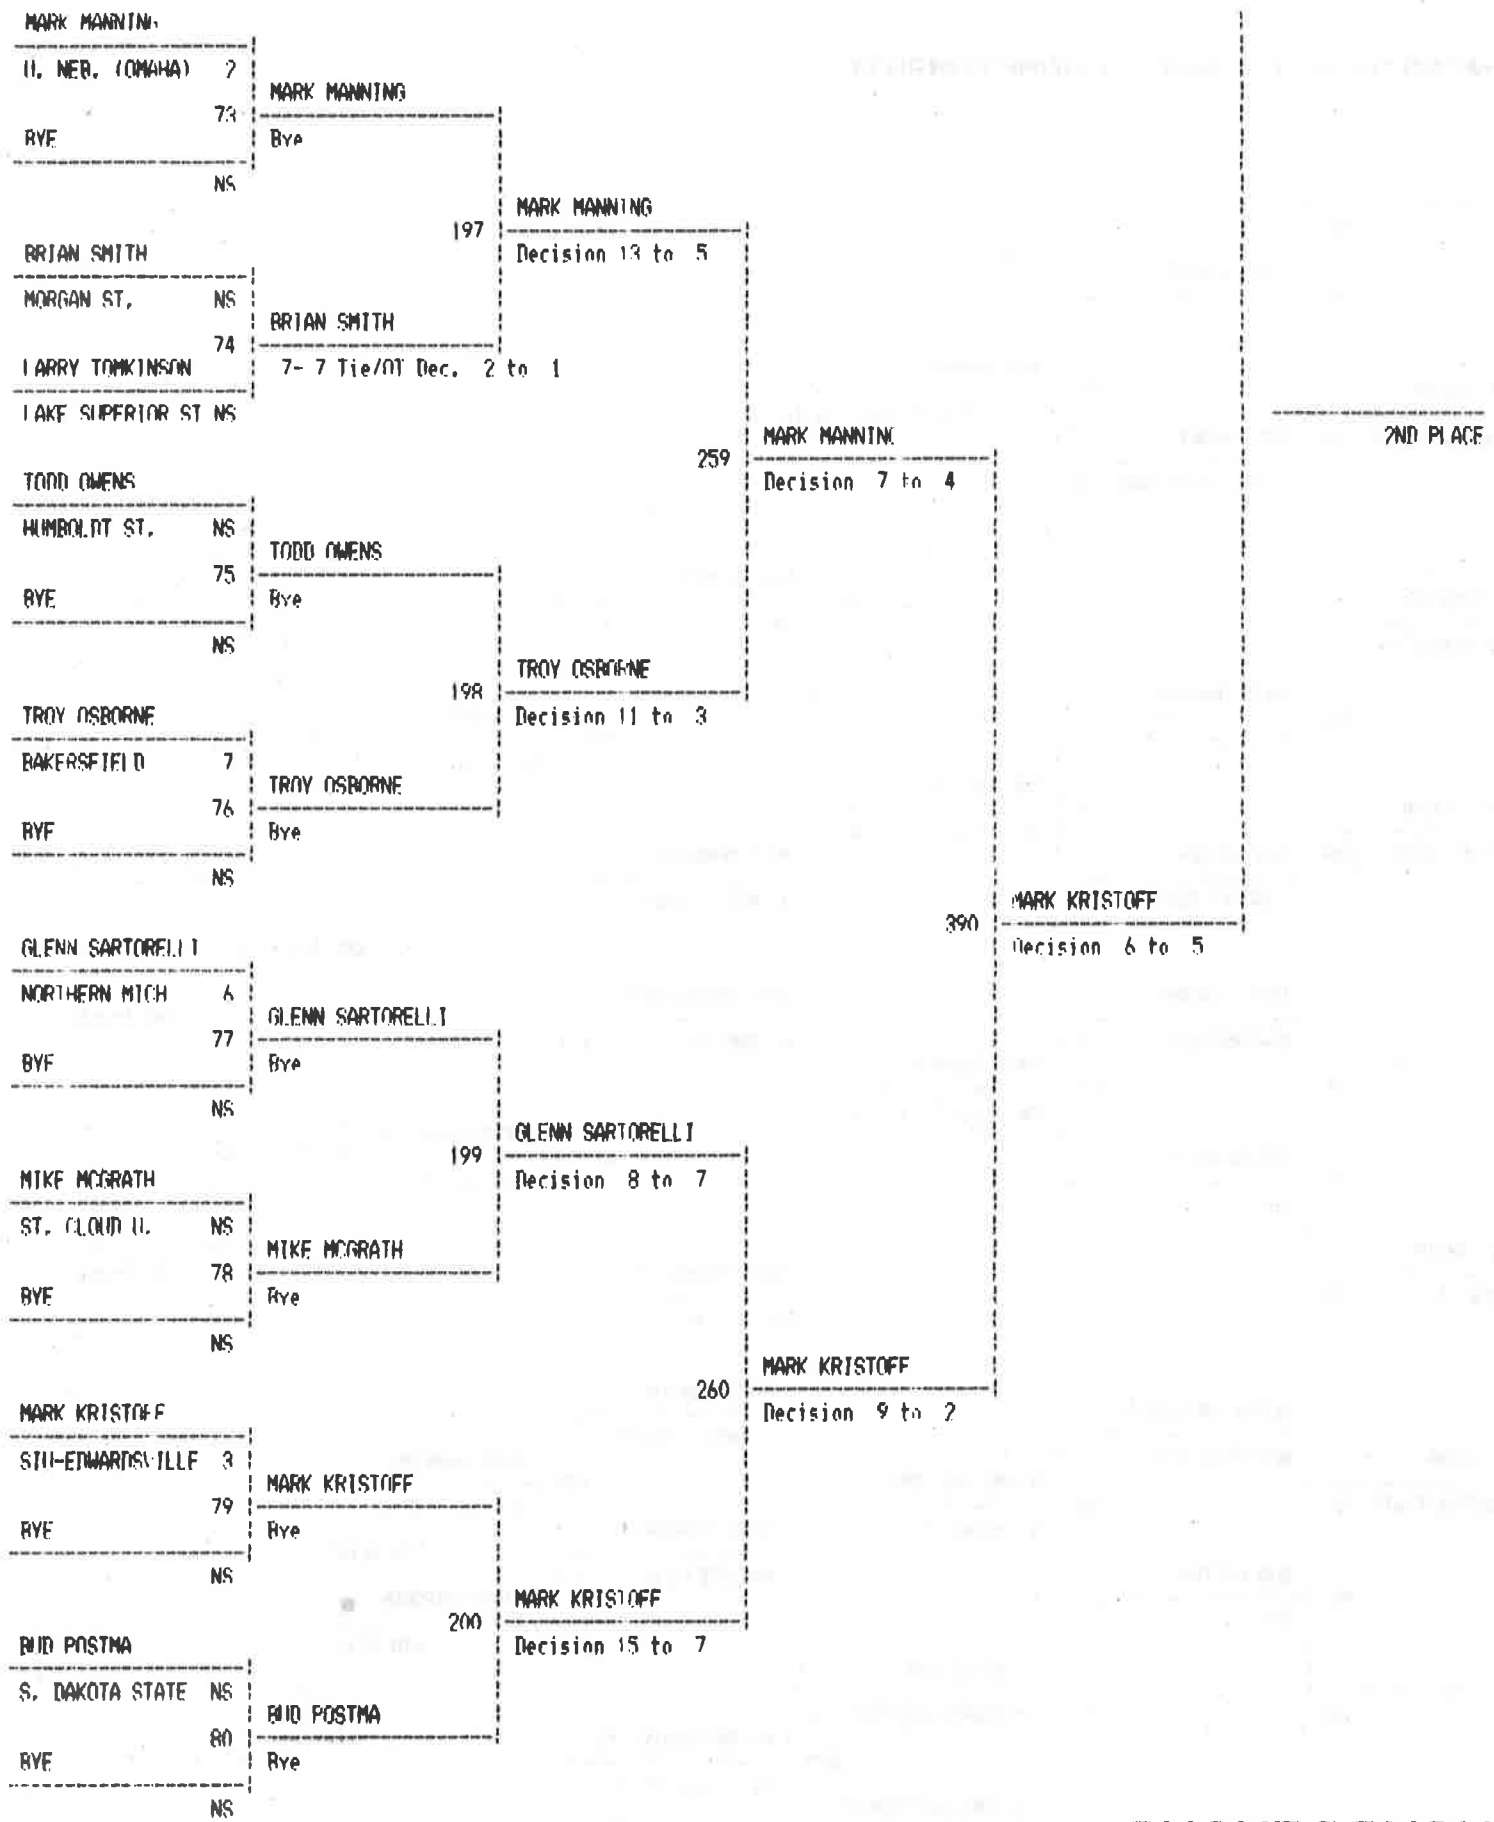 MARK MANNING
U. NEB. (OMAHA) 2
MARK MANNING
73
BYE
Bye
NS
MARK MANNING
197
Decision 13 to 5
BRIAN SMITH
MORGAN ST. NS
BRIAN SMITH
74
LARRY TOMKINSON
7- 7 Tie/OT Dec. 2 to 1
LAKE SUPERIOR ST NS
2ND PLACE
MARK MANNING
259
Decision 7 to 4
TODD OWENS
HUMBOLDT ST. NS
TODD OWENS
75
BYE
Bye
NS
TROY OSBORNE
198
Decision 11 to 3
TROY OSBORNE
BAKERSFIELD 7
TROY OSBORNE
76
BYE
Bye
NS
MARK KRISTOFF
390
Decision 6 to 5
GLENN SARTORELLI
NORTHERN MICH 6
GLENN SARTORELLI
77
BYE
Bye
NS
GLENN SARTORELLI
199
Decision 8 to 7
MIKE MCGRATH
ST. CLOUD U. NS
MIKE MCGRATH
78
BYE
Bye
NS
MARK KRISTOFF
260
Decision 9 to 2
MARK KRISTOFF
SIU-EDWARDSVILLE 3
MARK KRISTOFF
79
BYE
Bye
NS
MARK KRISTOFF
200
Decision 15 to 7
BUD POSTMA
S. DAKOTA STATE NS
BUD POSTMA
80
BYE
Bye
NS